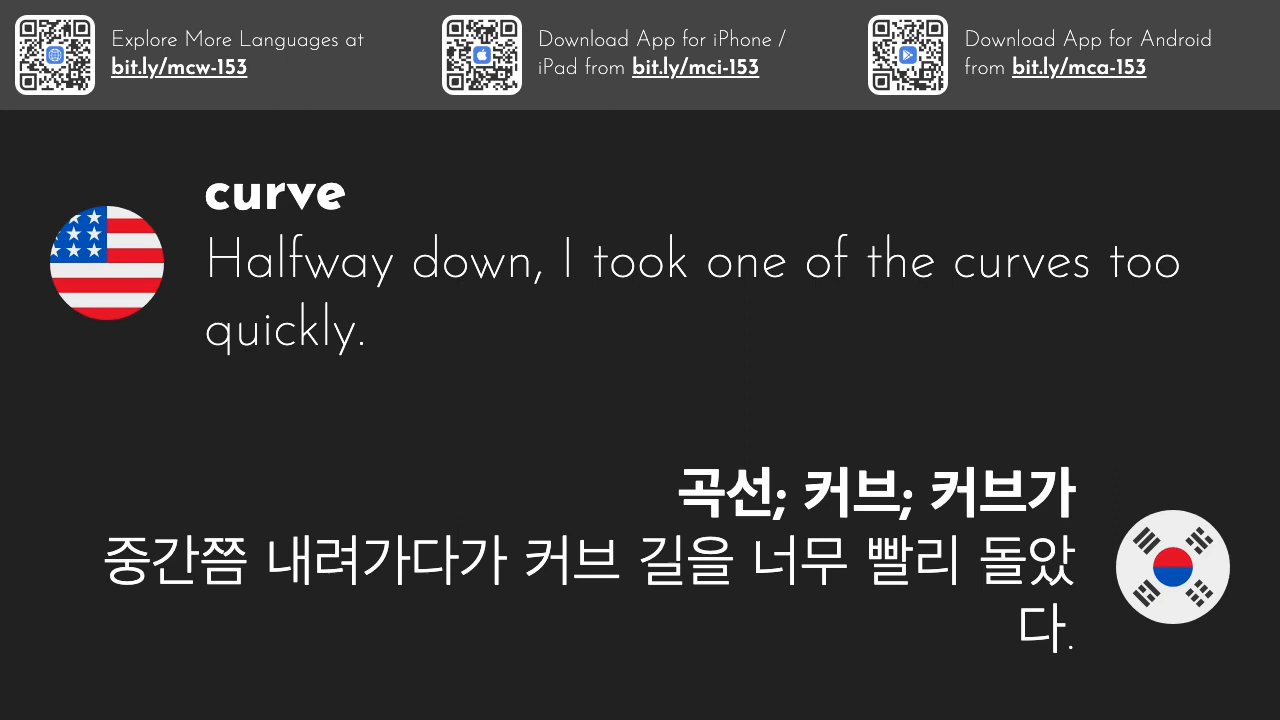 Explore More Languages at
bit.ly/mcw-153
Download App for iPhone /
iPad from bit.ly/mci-153
Download App for Android
from bit.ly/mca-153
curve
Halfway down, I took one of the curves too
quickly.
곡선; 커브; 커브가
중간쯤 내려가다가 커브 길을 너무 빨리 돌았
다.